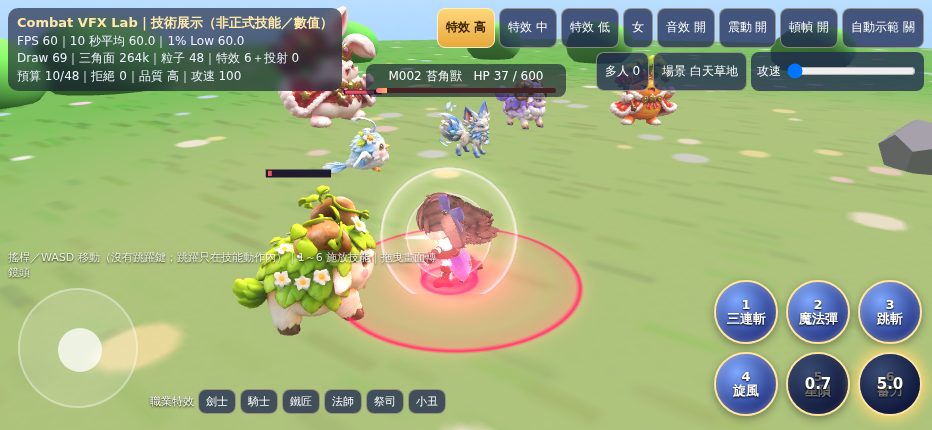 Combat VFX Lab｜技術展示（非正式技能／數值）
FPS 60｜10 秒平均 60.0｜1% Low 60.0
Draw 69｜三角面 264k｜粒子 48｜特效 6＋投射 0
預算 10/48｜拒絕 0｜品質 高｜攻速 100
特效 高
特效 中
特效 低
女
音效 開
震動 開
頓幀 開
自動示範 關
多人 0
場景 白天草地
攻速
M002 苔角獸 HP 37 / 600
搖桿／WASD 移動（沒有跳躍鍵；跳躍只在技能動作內）｜1～6 施放技能｜拖曳畫面轉
鏡頭
1
三連斬
2
魔法彈
3
跳斬
4
旋風
0.7
5.0
職業特效
劍士
騎士
鐵匠
法師
祭司
小丑